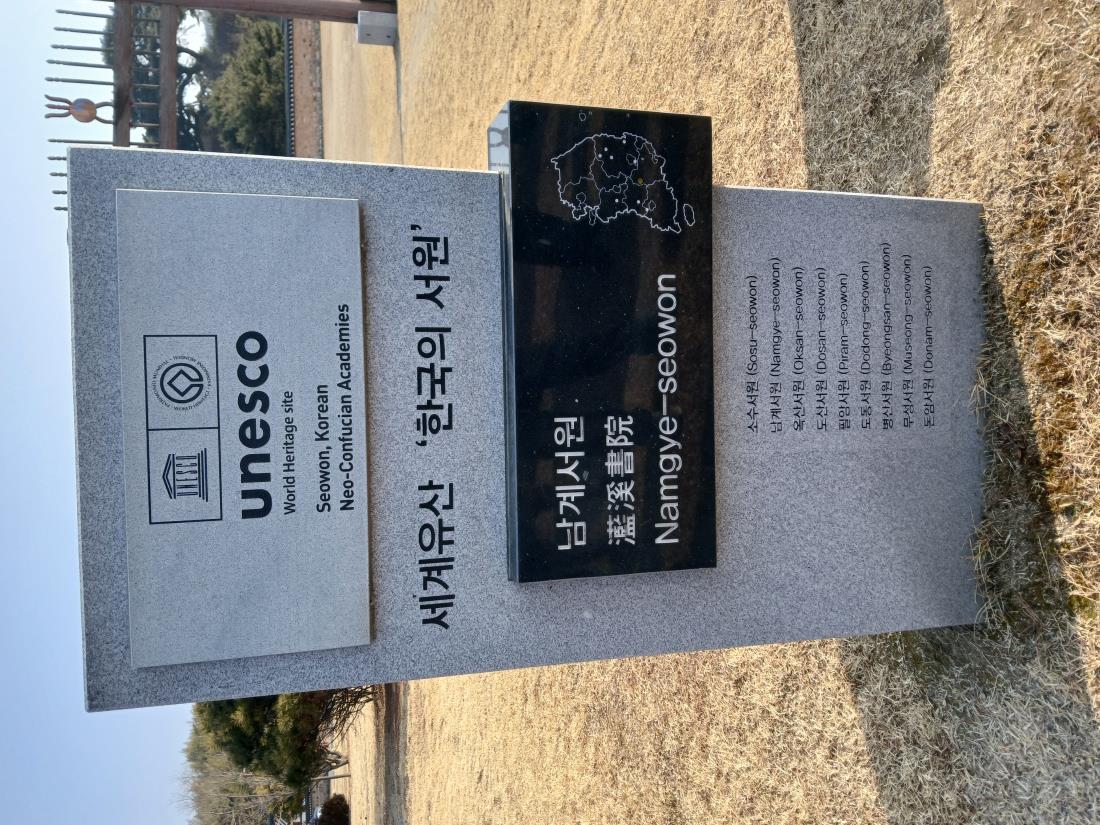 UNESCO
unesco
World Heritage site
Seowon, Korean
Neo-Confucian Academies
세계유산 ‘한국의 서원’
남계서원
灆溪書院
Namgye-seowon
소수서원 (Sosu-seowon)
남계서원 (Namgye-seowon)
옥산서원 (Oksan-seowon)
도산서원 (Dosan-seowon)
필암서원 (Piram-seowon)
도동서원 (Dodong-seowon)
병산서원 (Byeongsan-seowon)
무성서원 (Museong-seowon)
돈암서원 (Donam-seowon)